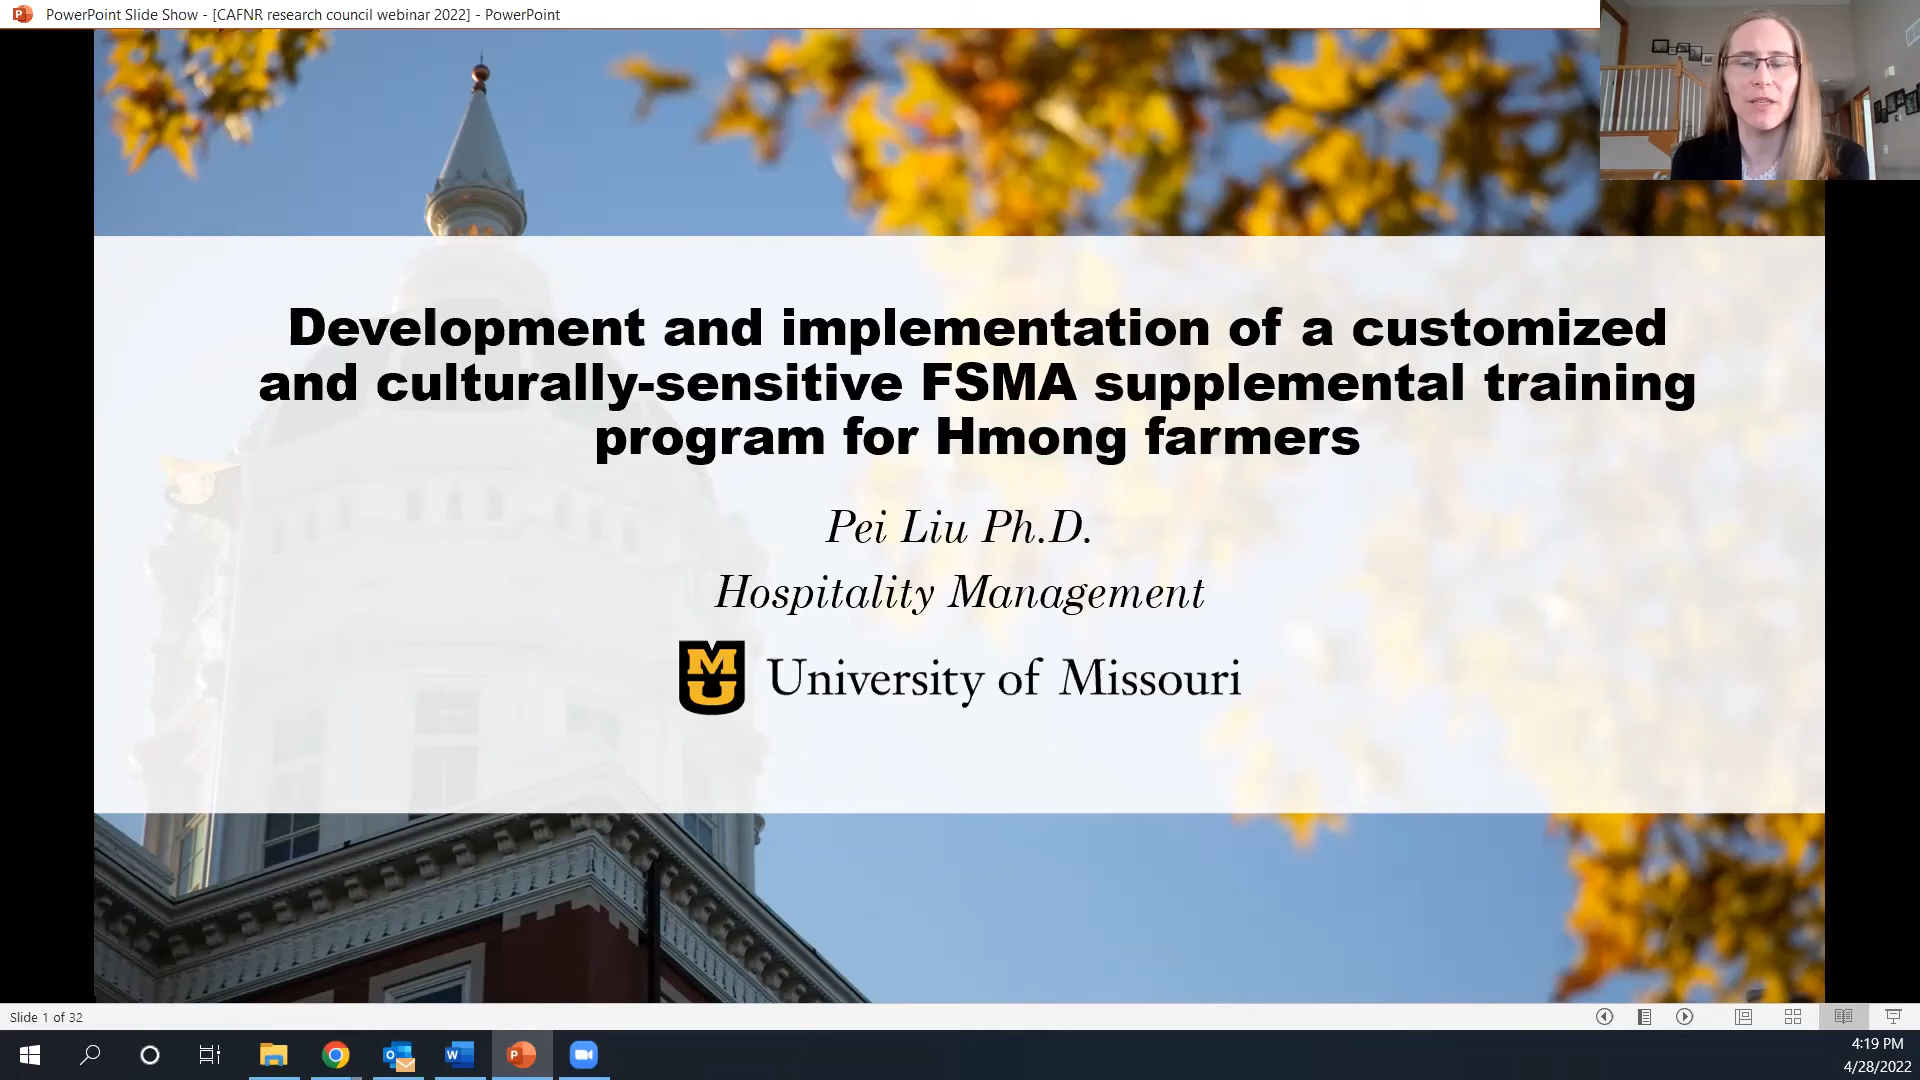 PowerPoint Slide Show - [CAFNR research council webinar 2022] - PowerPoint
Development and implementation of a customized
and culturally-sensitive FSMA supplemental training
program for Hmong farmers
Pei Liu Ph.D.
Hospitality Management
MU University of Missouri
Slide 1 of 32
4:19 PM
4/28/2022